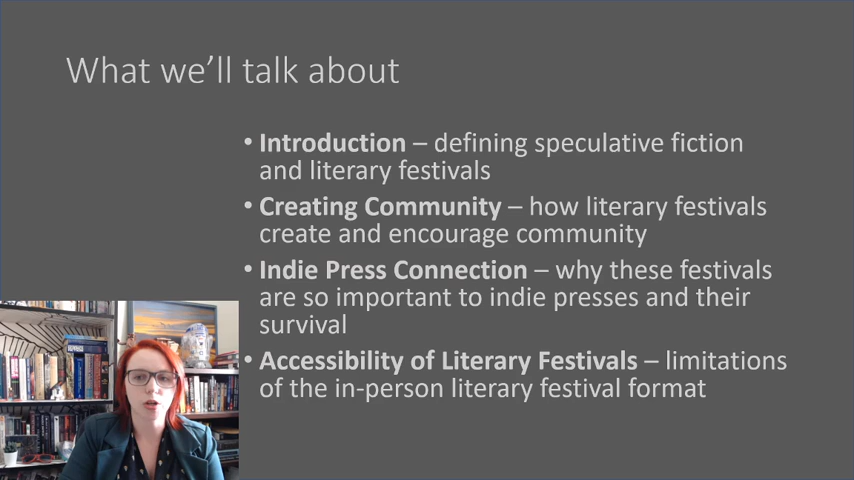 What we’ll talk about
• Introduction – defining speculative fiction
and literary festivals
• Creating Community – how literary festivals
create and encourage community
• Indie Press Connection – why these festivals
are so important to indie presses and their
survival
• Accessibility of Literary Festivals – limitations
of the in-person literary festival format